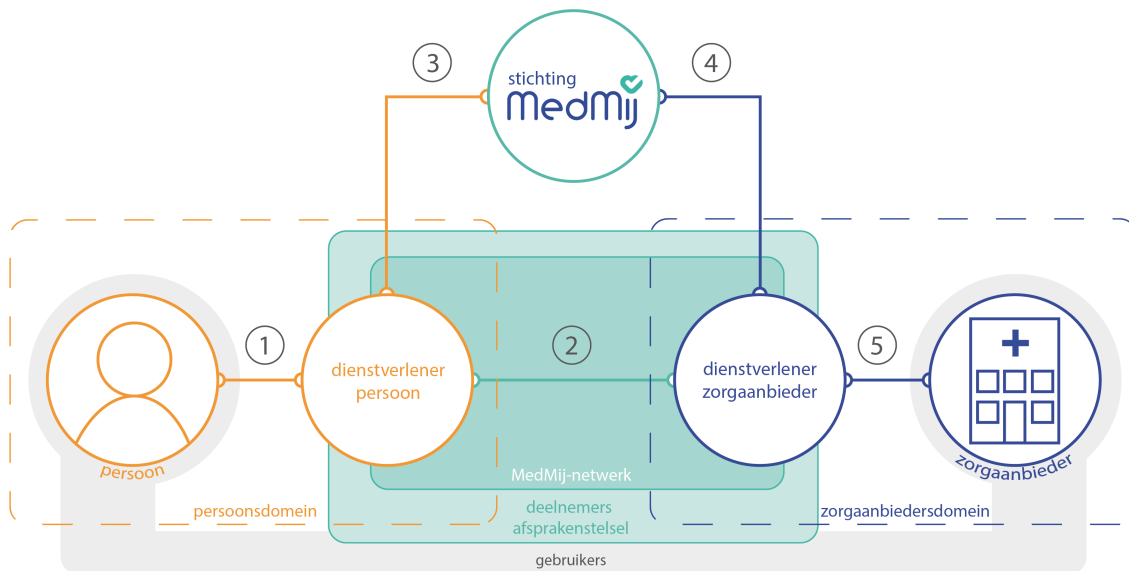 3
4
stichting
MedMij
1
2
5
dienstverlener
persoon
dienstverlener
zorgaanbieder
persoon
zorgaanbieder
MedMij-netwerk
persoonsdomein
deelnemers
afsprakenstelsel
zorgaanbiedersdomein
gebruikers